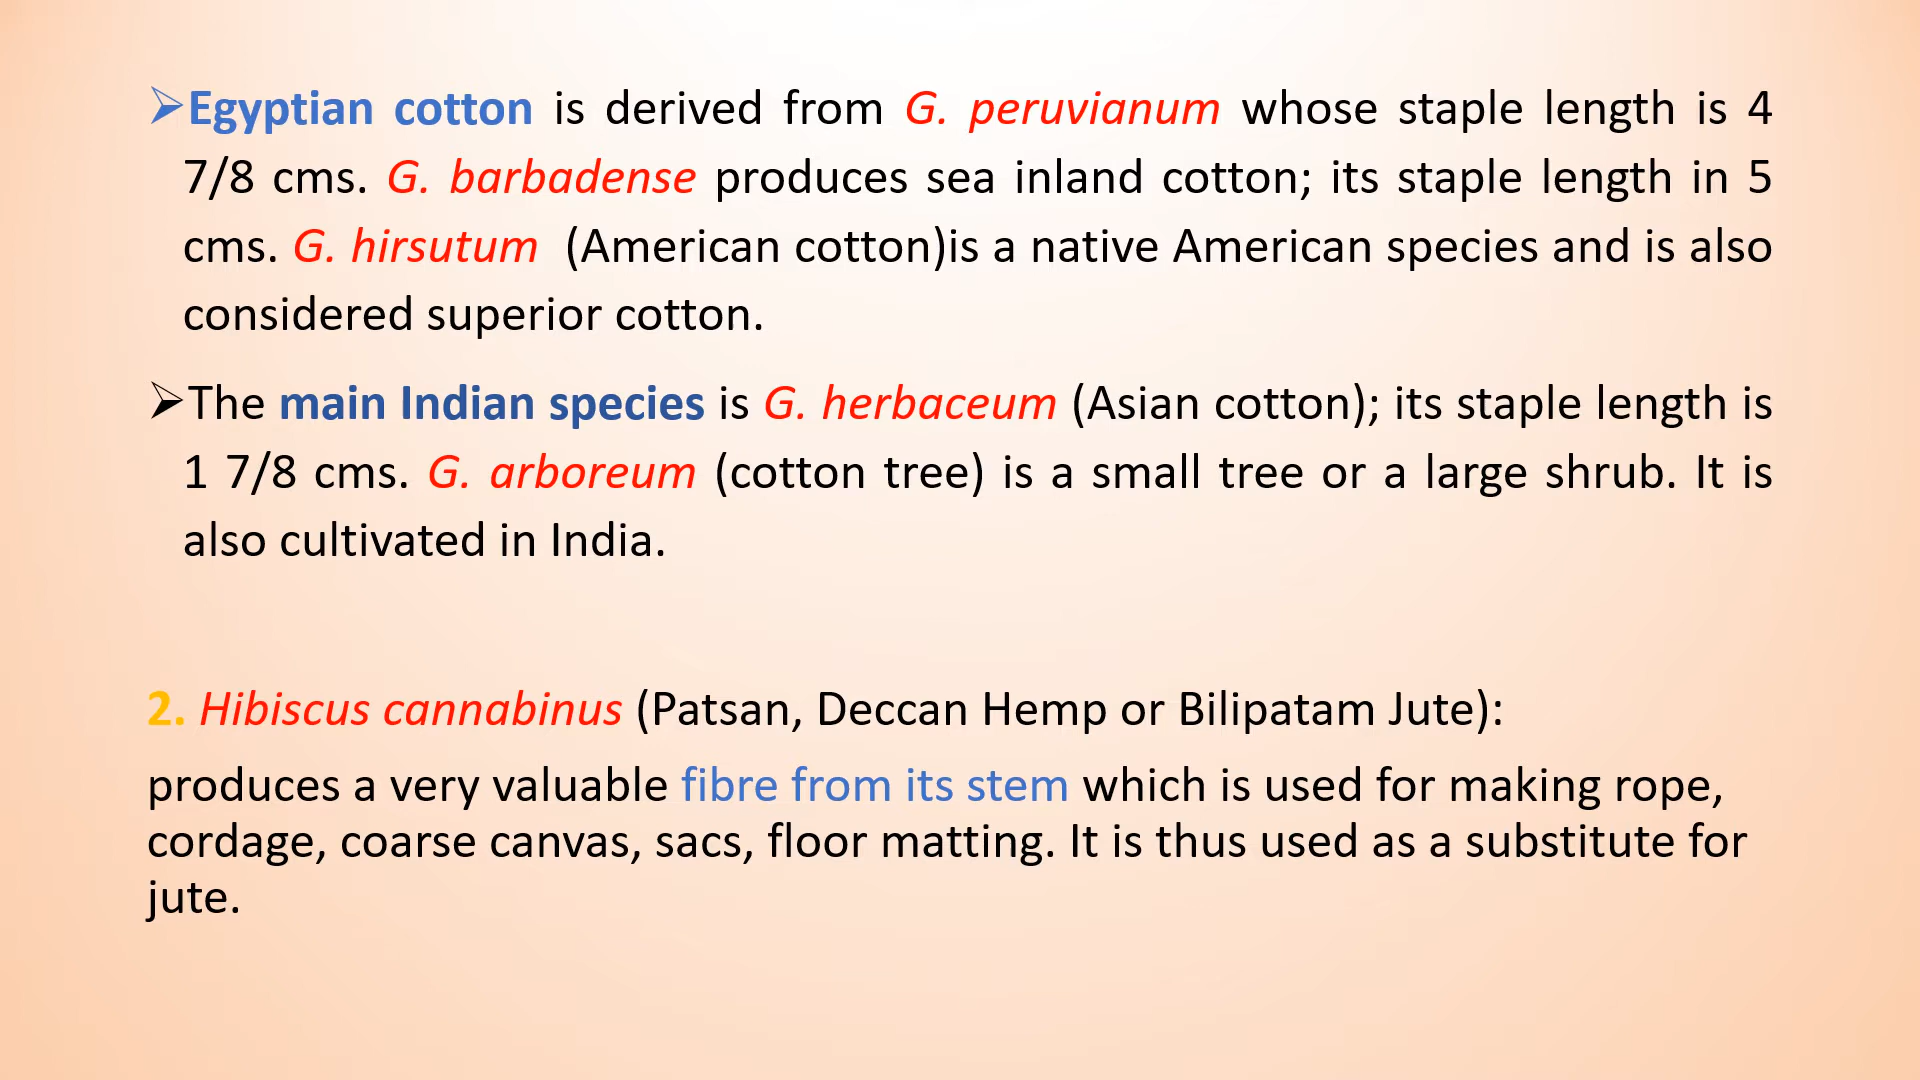 ➢Egyptian cotton is derived from G. peruvianum whose staple length is 4
7/8 cms. G. barbadense produces sea inland cotton; its staple length in 5
cms. G. hirsutum (American cotton)is a native American species and is also
considered superior cotton.
➢The main Indian species is G. herbaceum (Asian cotton); its staple length is
1 7/8 cms. G. arboreum (cotton tree) is a small tree or a large shrub. It is
also cultivated in India.
2. Hibiscus cannabinus (Patsan, Deccan Hemp or Bilipatam Jute):
produces a very valuable fibre from its stem which is used for making rope,
cordage, coarse canvas, sacs, floor matting. It is thus used as a substitute for
jute.